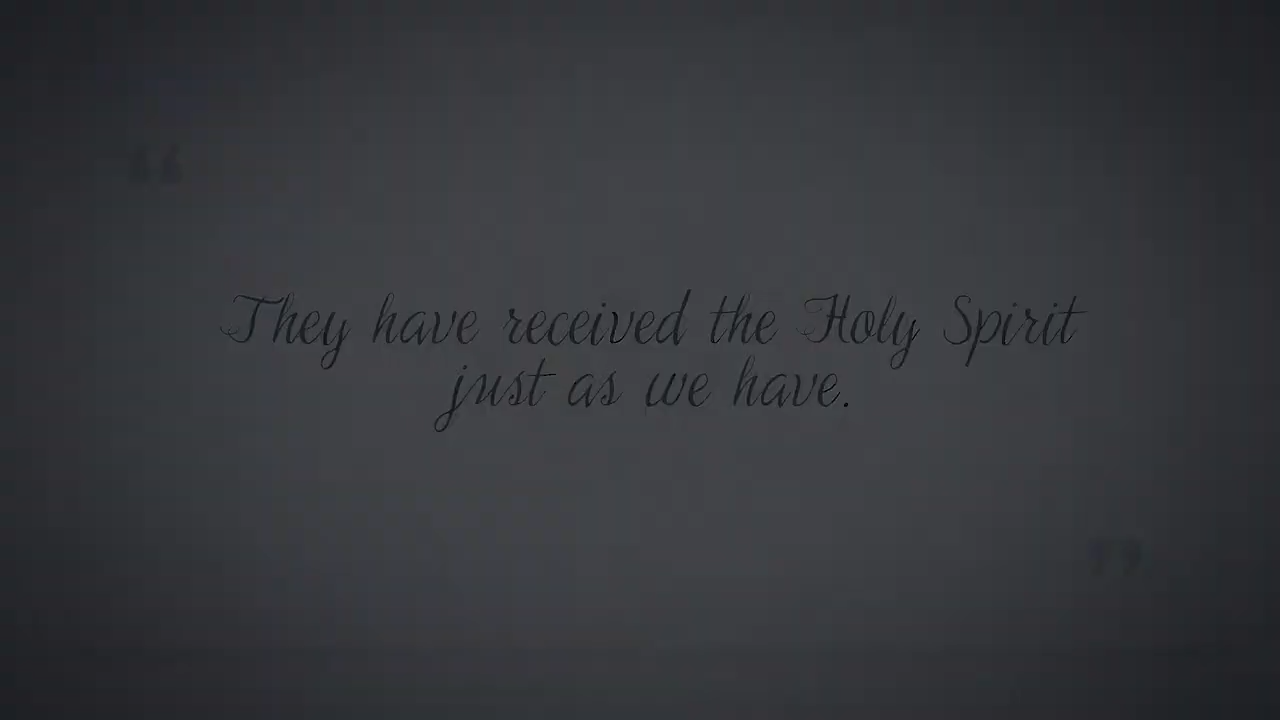 “
They have received the Holy Spirit
just as we have.
”